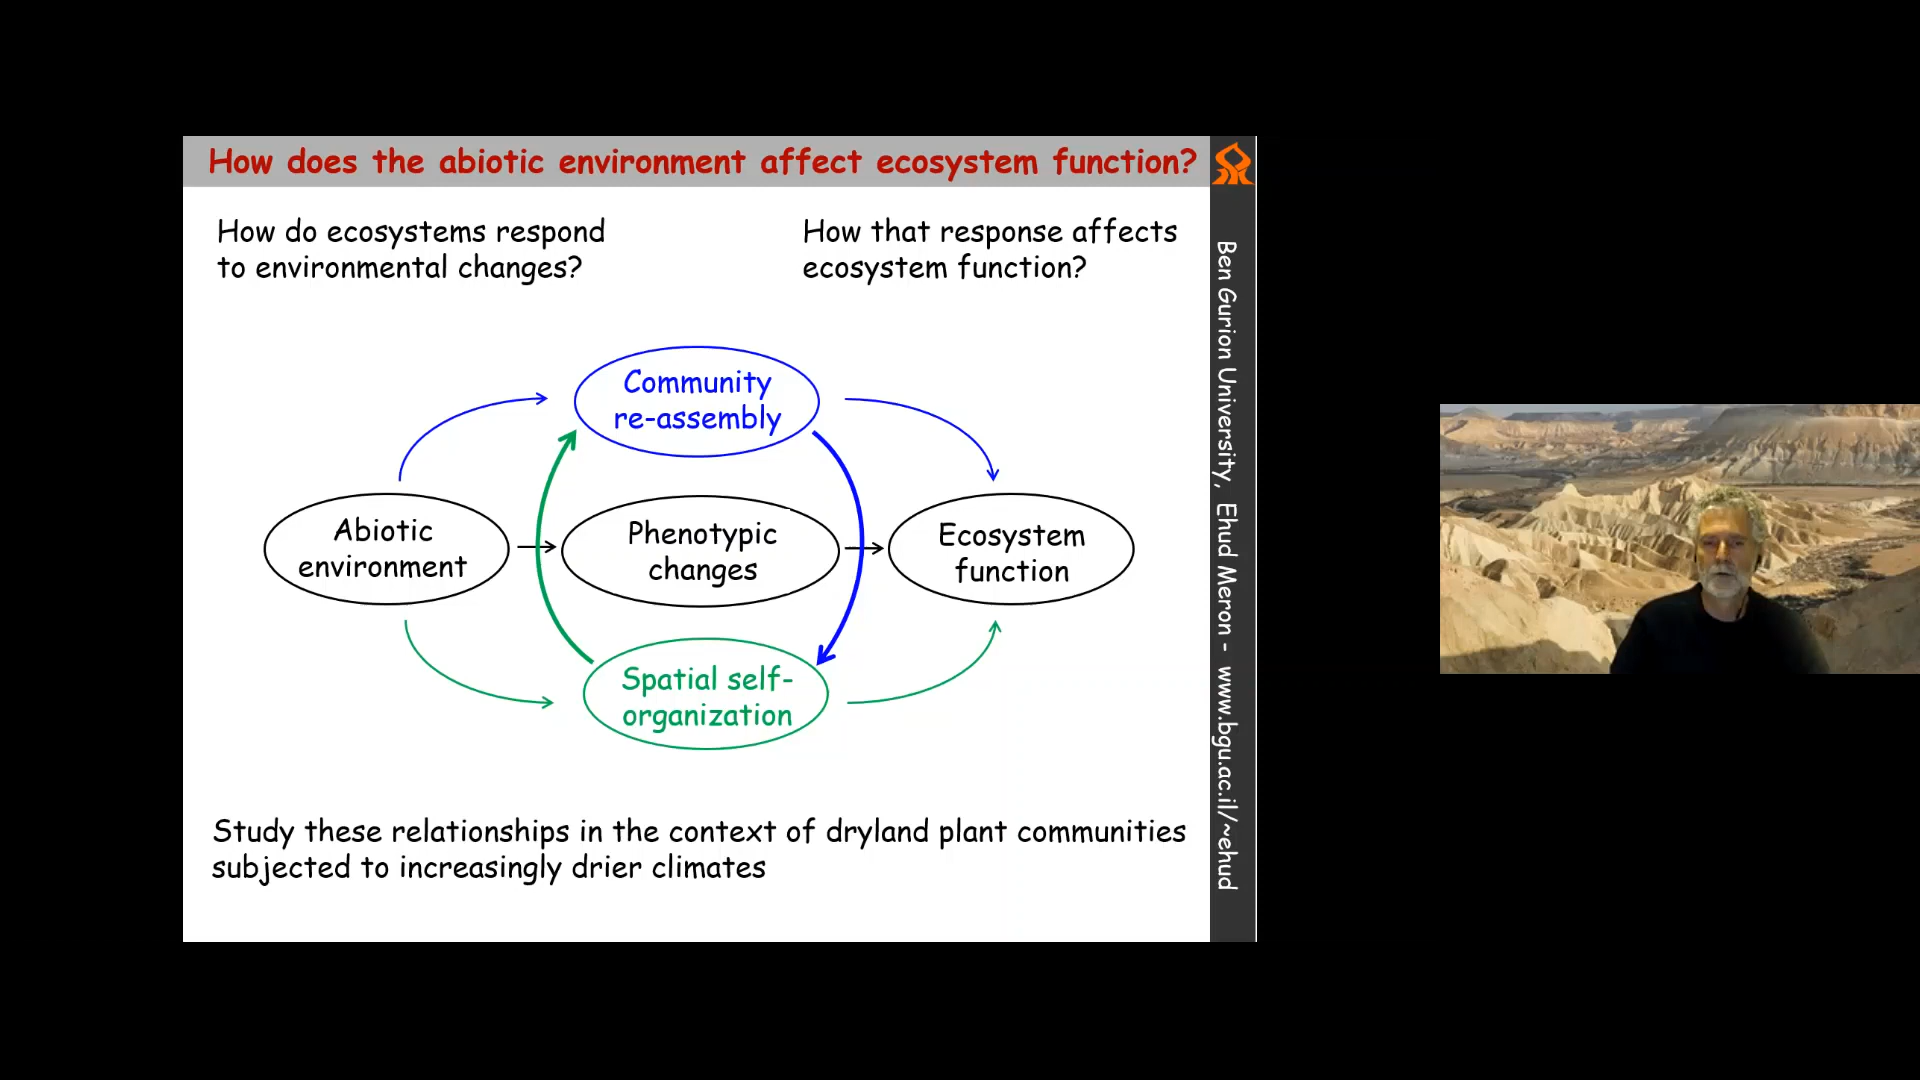 How does the abiotic environment affect ecosystem function?
How do ecosystems respond
to environmental changes?
How that response affects
ecosystem function?
Community
re-assembly
Abiotic
environment
Phenotypic
changes
Ecosystem
function
Spatial self-
organization
Study these relationships in the context of dryland plant communities
subjected to increasingly drier climates
Ben Gurion University, Ehud Meron - www.bgu.ac.il/~ehud